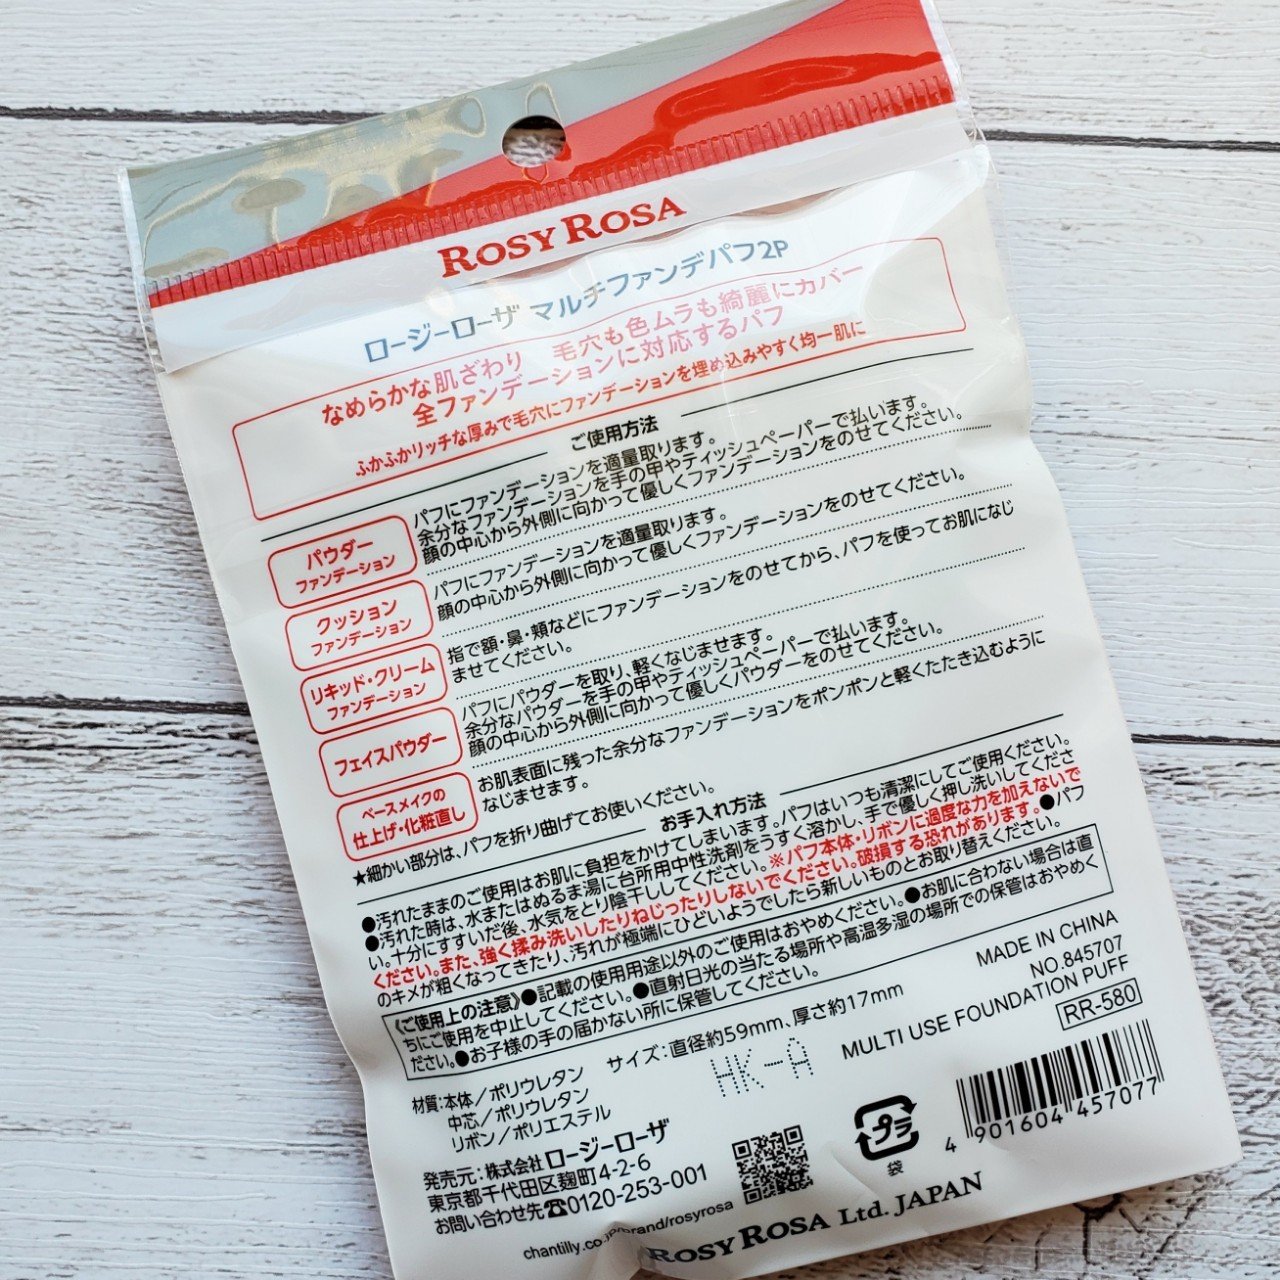 ROSY ROSA
ロージーローザ マルチファンデパフ2P
なめらかな肌ざわり 毛穴も色ムラも綺麗にカバー
全ファンデーションに対応するパフ
ふかふかリッチな厚みで毛穴にファンデーションを埋め込みやすく均一肌に
ご使用方法
パウダー
ファンデーション
パフにファンデーションを適量取ります。
余分なファンデーションを手の甲やティッシュペーパーで払います。
顔の中心から外側に向かって優しくファンデーションをのせてください。
クッション
ファンデーション
パフにファンデーションを適量取ります。
顔の中心から外側に向かって優しくファンデーションをのせてください。
リキッド・クリーム
ファンデーション
指で額・鼻・頬などにファンデーションをのせてから、パフを使ってお肌になじ
ませてください。
フェイスパウダー
パフにパウダーを取り、軽くなじませます。
余分なパウダーを手の甲やティッシュペーパーで払います。
顔の中心から外側に向かって優しくパウダーをのせてください。
ベースメイクの
仕上げ・化粧直し
お肌表面に残った余分なファンデーションをポンポンと軽くたたき込むように
なじませます。
★細かい部分は、パフを折り曲げてお使いください。
お手入れ方法
●汚れたままのご使用はお肌に負担をかけてしまいます。パフはいつも清潔にしてご使用ください。
●汚れた時は、水またはぬるま湯に台所用中性洗剤をうすく溶かし、手で優しく押し洗いしてくださ
い。十分にすすいだ後、水気をとり陰干ししてください。※パフ本体・リボンに過度な力を加えないで
ください。また、強く揉み洗いしたりねじったりしないでください。破損する恐れがあります。●パフ
のキメが粗くなってきたり、汚れが極端にひどいようでしたら新しいものとお取り替えください。
《ご使用上の注意》●記載の使用用途以外のご使用はおやめください。●お肌に合わない場合は直
ちにご使用を中止してください。●直射日光の当たる場所や高温多湿の場所での保管はおやめく
ださい。●お子様の手の届かない所に保管してください。
材質:本体/ポリウレタン
中芯/ポリウレタン
リボン/ポリエステル
サイズ:直径約59mm、厚さ約17mm
HK-A
MADE IN CHINA
NO.845707
MULTI USE FOUNDATION PUFF
RR-580
発売元:株式会社ロージーローザ
東京都千代田区麹町4-2-6
お問い合わせ先☎0120-253-001
chantilly.co.jp/brand/rosyrosa
プラ
袋
4 901604 457077
ROSY ROSA Ltd. JAPAN